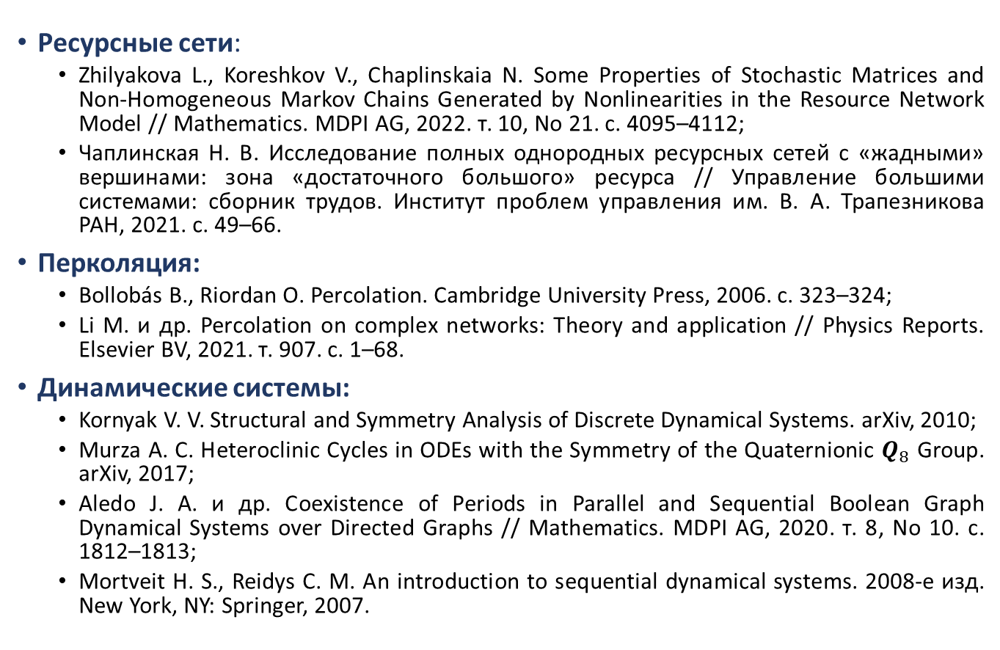 • Ресурсные сети:
• Zhilyakova L., Koreshkov V., Chaplinskaia N. Some Properties of Stochastic Matrices and
Non-Homogeneous Markov Chains Generated by Nonlinearities in the Resource Network
Model // Mathematics. MDPI AG, 2022. т. 10, No 21. с. 4095–4112;
• Чаплинская Н. В. Исследование полных однородных ресурсных сетей с «жадными»
вершинами: зона «достаточного большого» ресурса // Управление большими
системами: сборник трудов. Институт проблем управления им. В. А. Трапезникова
РАН, 2021. с. 49–66.
• Перколяция:
• Bollobás B., Riordan O. Percolation. Cambridge University Press, 2006. с. 323–324;
• Li M. и др. Percolation on complex networks: Theory and application // Physics Reports.
Elsevier BV, 2021. т. 907. с. 1–68.
• Динамические системы:
• Kornyak V. V. Structural and Symmetry Analysis of Discrete Dynamical Systems. arXiv, 2010;
• Murza A. C. Heteroclinic Cycles in ODEs with the Symmetry of the Quaternionic Q₈ Group.
arXiv, 2017;
• Aledo J. A. и др. Coexistence of Periods in Parallel and Sequential Boolean Graph
Dynamical Systems over Directed Graphs // Mathematics. MDPI AG, 2020. т. 8, No 10. с.
1812–1813;
• Mortveit H. S., Reidys C. M. An introduction to sequential dynamical systems. 2008-е изд.
New York, NY: Springer, 2007.